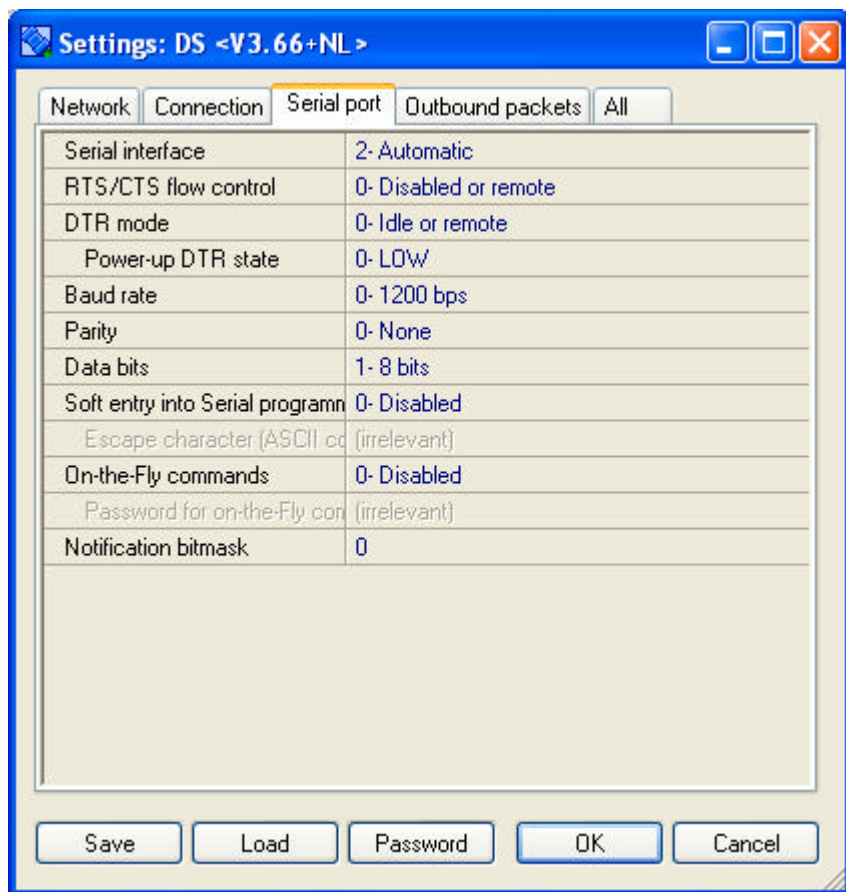 Settings: DS <V3.66+NL>
Network Connection Serial port Outbound packets All
Serial interface 2- Automatic
RTS/CTS flow control 0- Disabled or remote
DTR mode 0- Idle or remote
Power-up DTR state 0- LOW
Baud rate 0- 1200 bps
Parity 0- None
Data bits 1- 8 bits
Soft entry into Serial programm 0- Disabled
Escape character (ASCII co (irrelevant)
On-the-Fly commands 0- Disabled
Password for on-the-Fly con (irrelevant)
Notification bitmask 0
Save Load Password OK Cancel